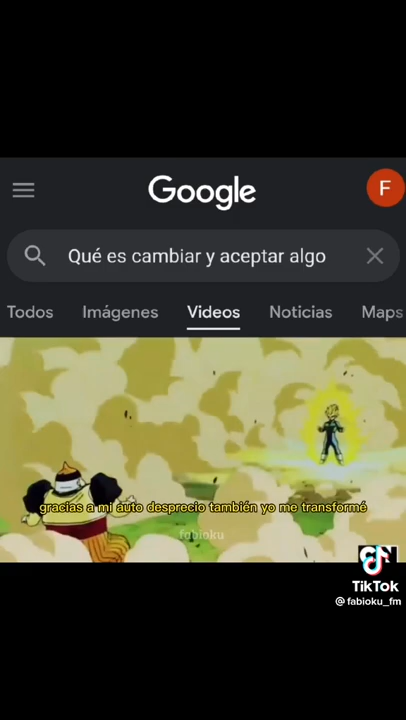 Google
F
Qué es cambiar y aceptar algo
Todos Imágenes Videos Noticias Maps
gracias a mi auto desprecio también yo me transformé
fabioku
CN
TikTok
@fabioku_fm